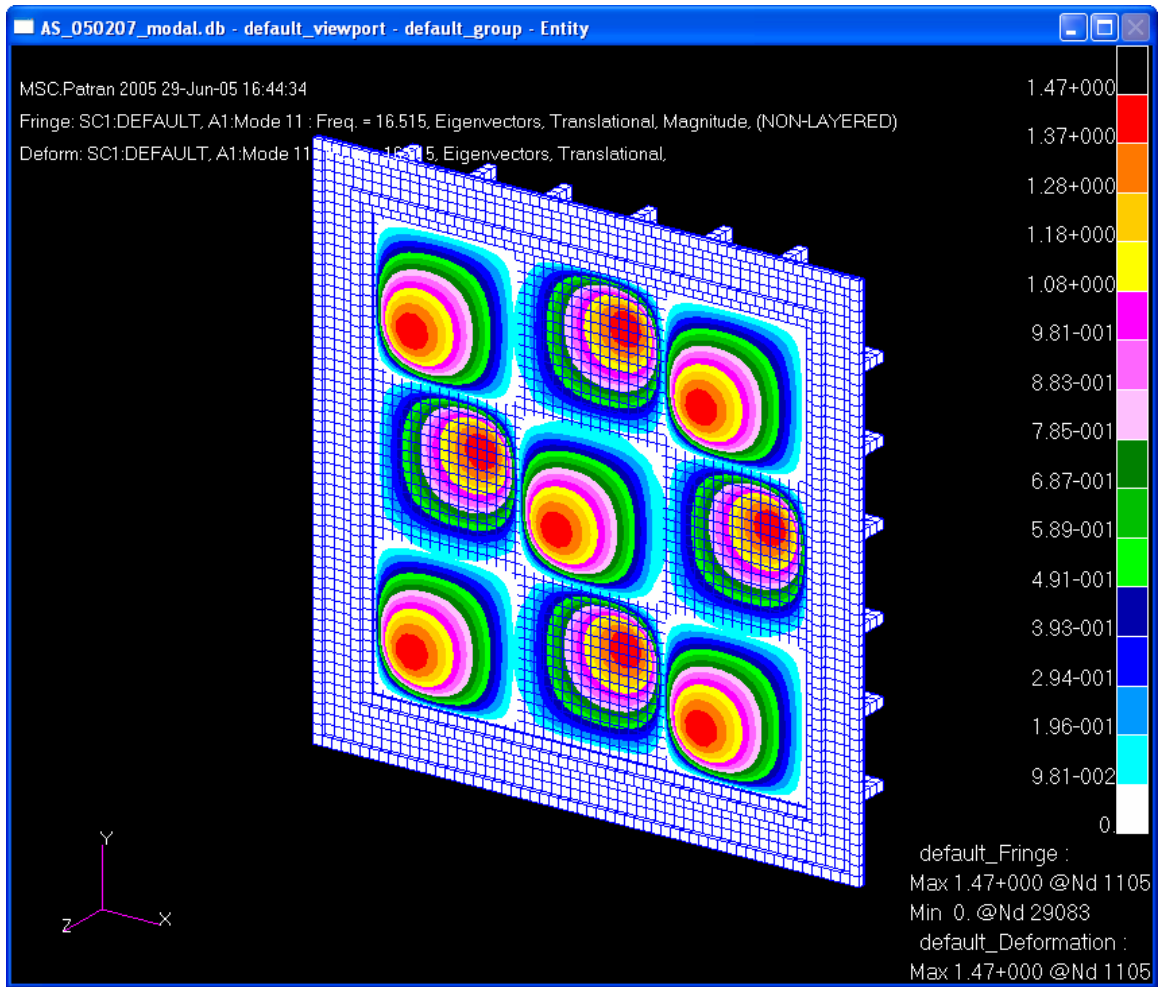 AS_050207_modal.db - default_viewport - default_group - Entity
MSC.Patran 2005 29-Jun-05 16:44:34
Fringe: SC1:DEFAULT, A1:Mode 11 : Freq. = 16.515, Eigenvectors, Translational, Magnitude, (NON-LAYERED)
Deform: SC1:DEFAULT, A1:Mode 11 5, Eigenvectors, Translational,
1.47+000
1.37+000
1.28+000
1.18+000
1.08+000
9.81-001
8.83-001
7.85-001
6.87-001
5.89-001
4.91-001
3.93-001
2.94-001
1.96-001
9.81-002
0.
default_Fringe :
Max 1.47+000 @Nd 1105
Min 0. @Nd 29083
default_Deformation :
Max 1.47+000 @Nd 1105
Y
Z
X